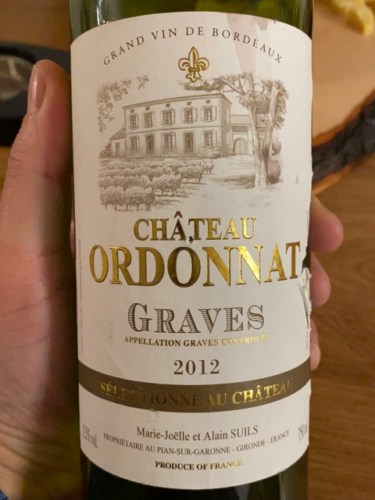 GRAND VIN DE BORDEAUX
CHÂTEAU
ORDONNAT
GRAVES
APPELLATION GRAVES CONTRÔLÉE
2012
SÉLECTIONNÉ AU CHÂTEAU
Marie-Joëlle et Alain SUILS
PROPRIÉTAIRE AU PIAN-SUR-GARONNE - GIRONDE - FRANCE
PRODUCE OF FRANCE